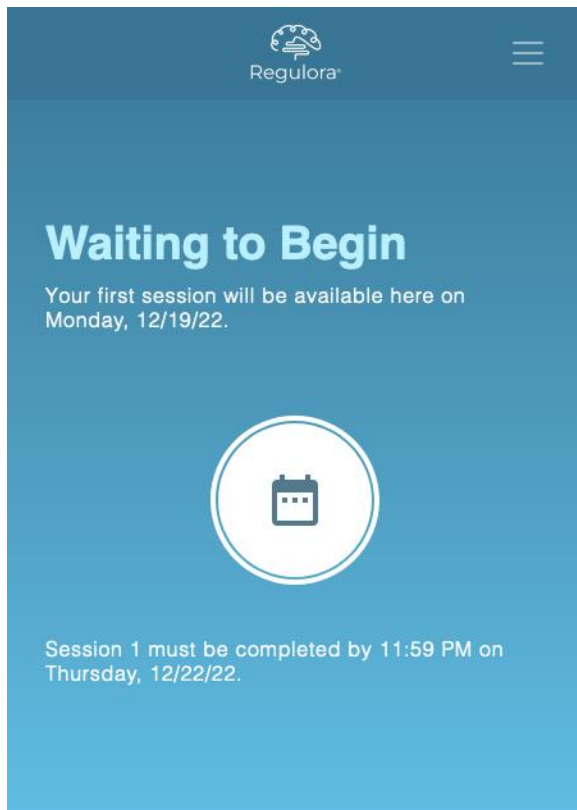 Regulora®
Waiting to Begin
Your first session will be available here on
Monday, 12/19/22.
Session 1 must be completed by 11:59 PM on
Thursday, 12/22/22.